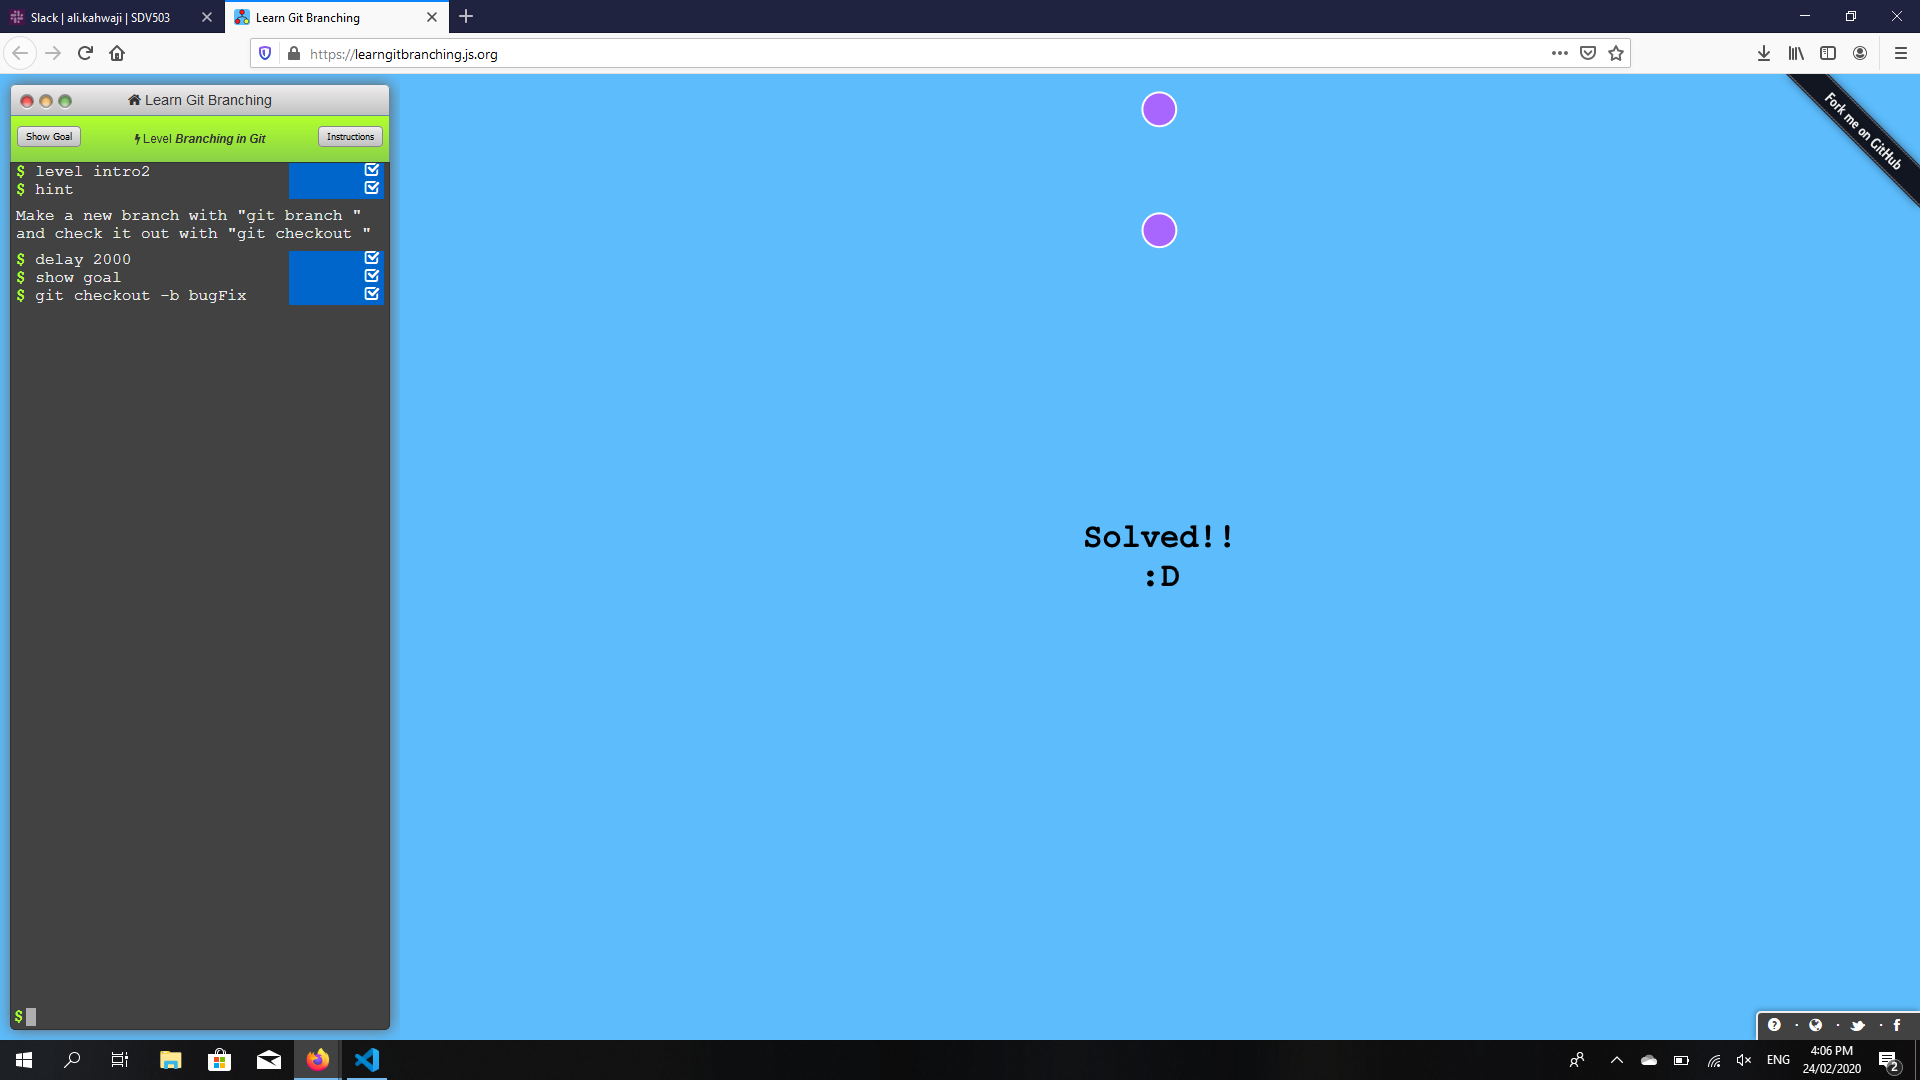 Slack | ali.kahwaji | SDV503
Learn Git Branching
https://learngitbranching.js.org
Learn Git Branching
Show Goal
Level Branching in Git
Instructions
$ level intro2
$ hint
Make a new branch with "git branch "
and check it out with "git checkout "
$ delay 2000
$ show goal
$ git checkout -b bugFix
$
Solved!!
:D
Fork me on GitHub
ENG
4:06 PM
24/02/2020
2